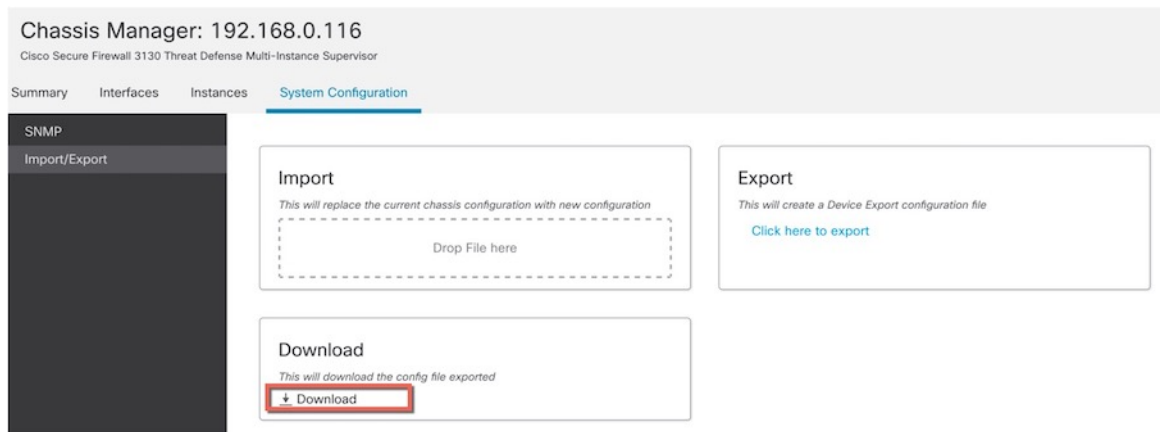 Chassis Manager: 192.168.0.116
Cisco Secure Firewall 3130 Threat Defense Multi-Instance Supervisor
Summary Interfaces Instances System Configuration
SNMP
Import/Export
Import
This will replace the current chassis configuration with new configuration
Drop File here
Export
This will create a Device Export configuration file
Click here to export
Download
This will download the config file exported
Download